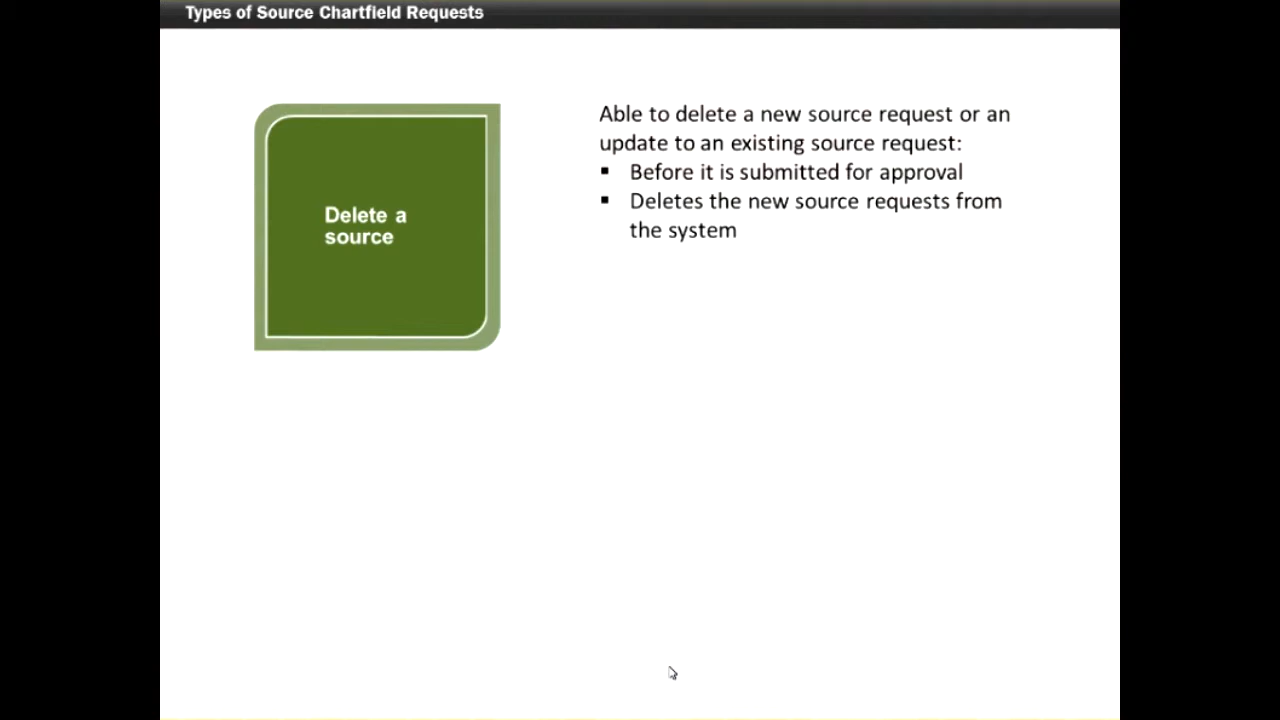 Types of Source Chartfield Requests
Delete a
source
Able to delete a new source request or an
update to an existing source request:
▪ Before it is submitted for approval
▪ Deletes the new source requests from
the system